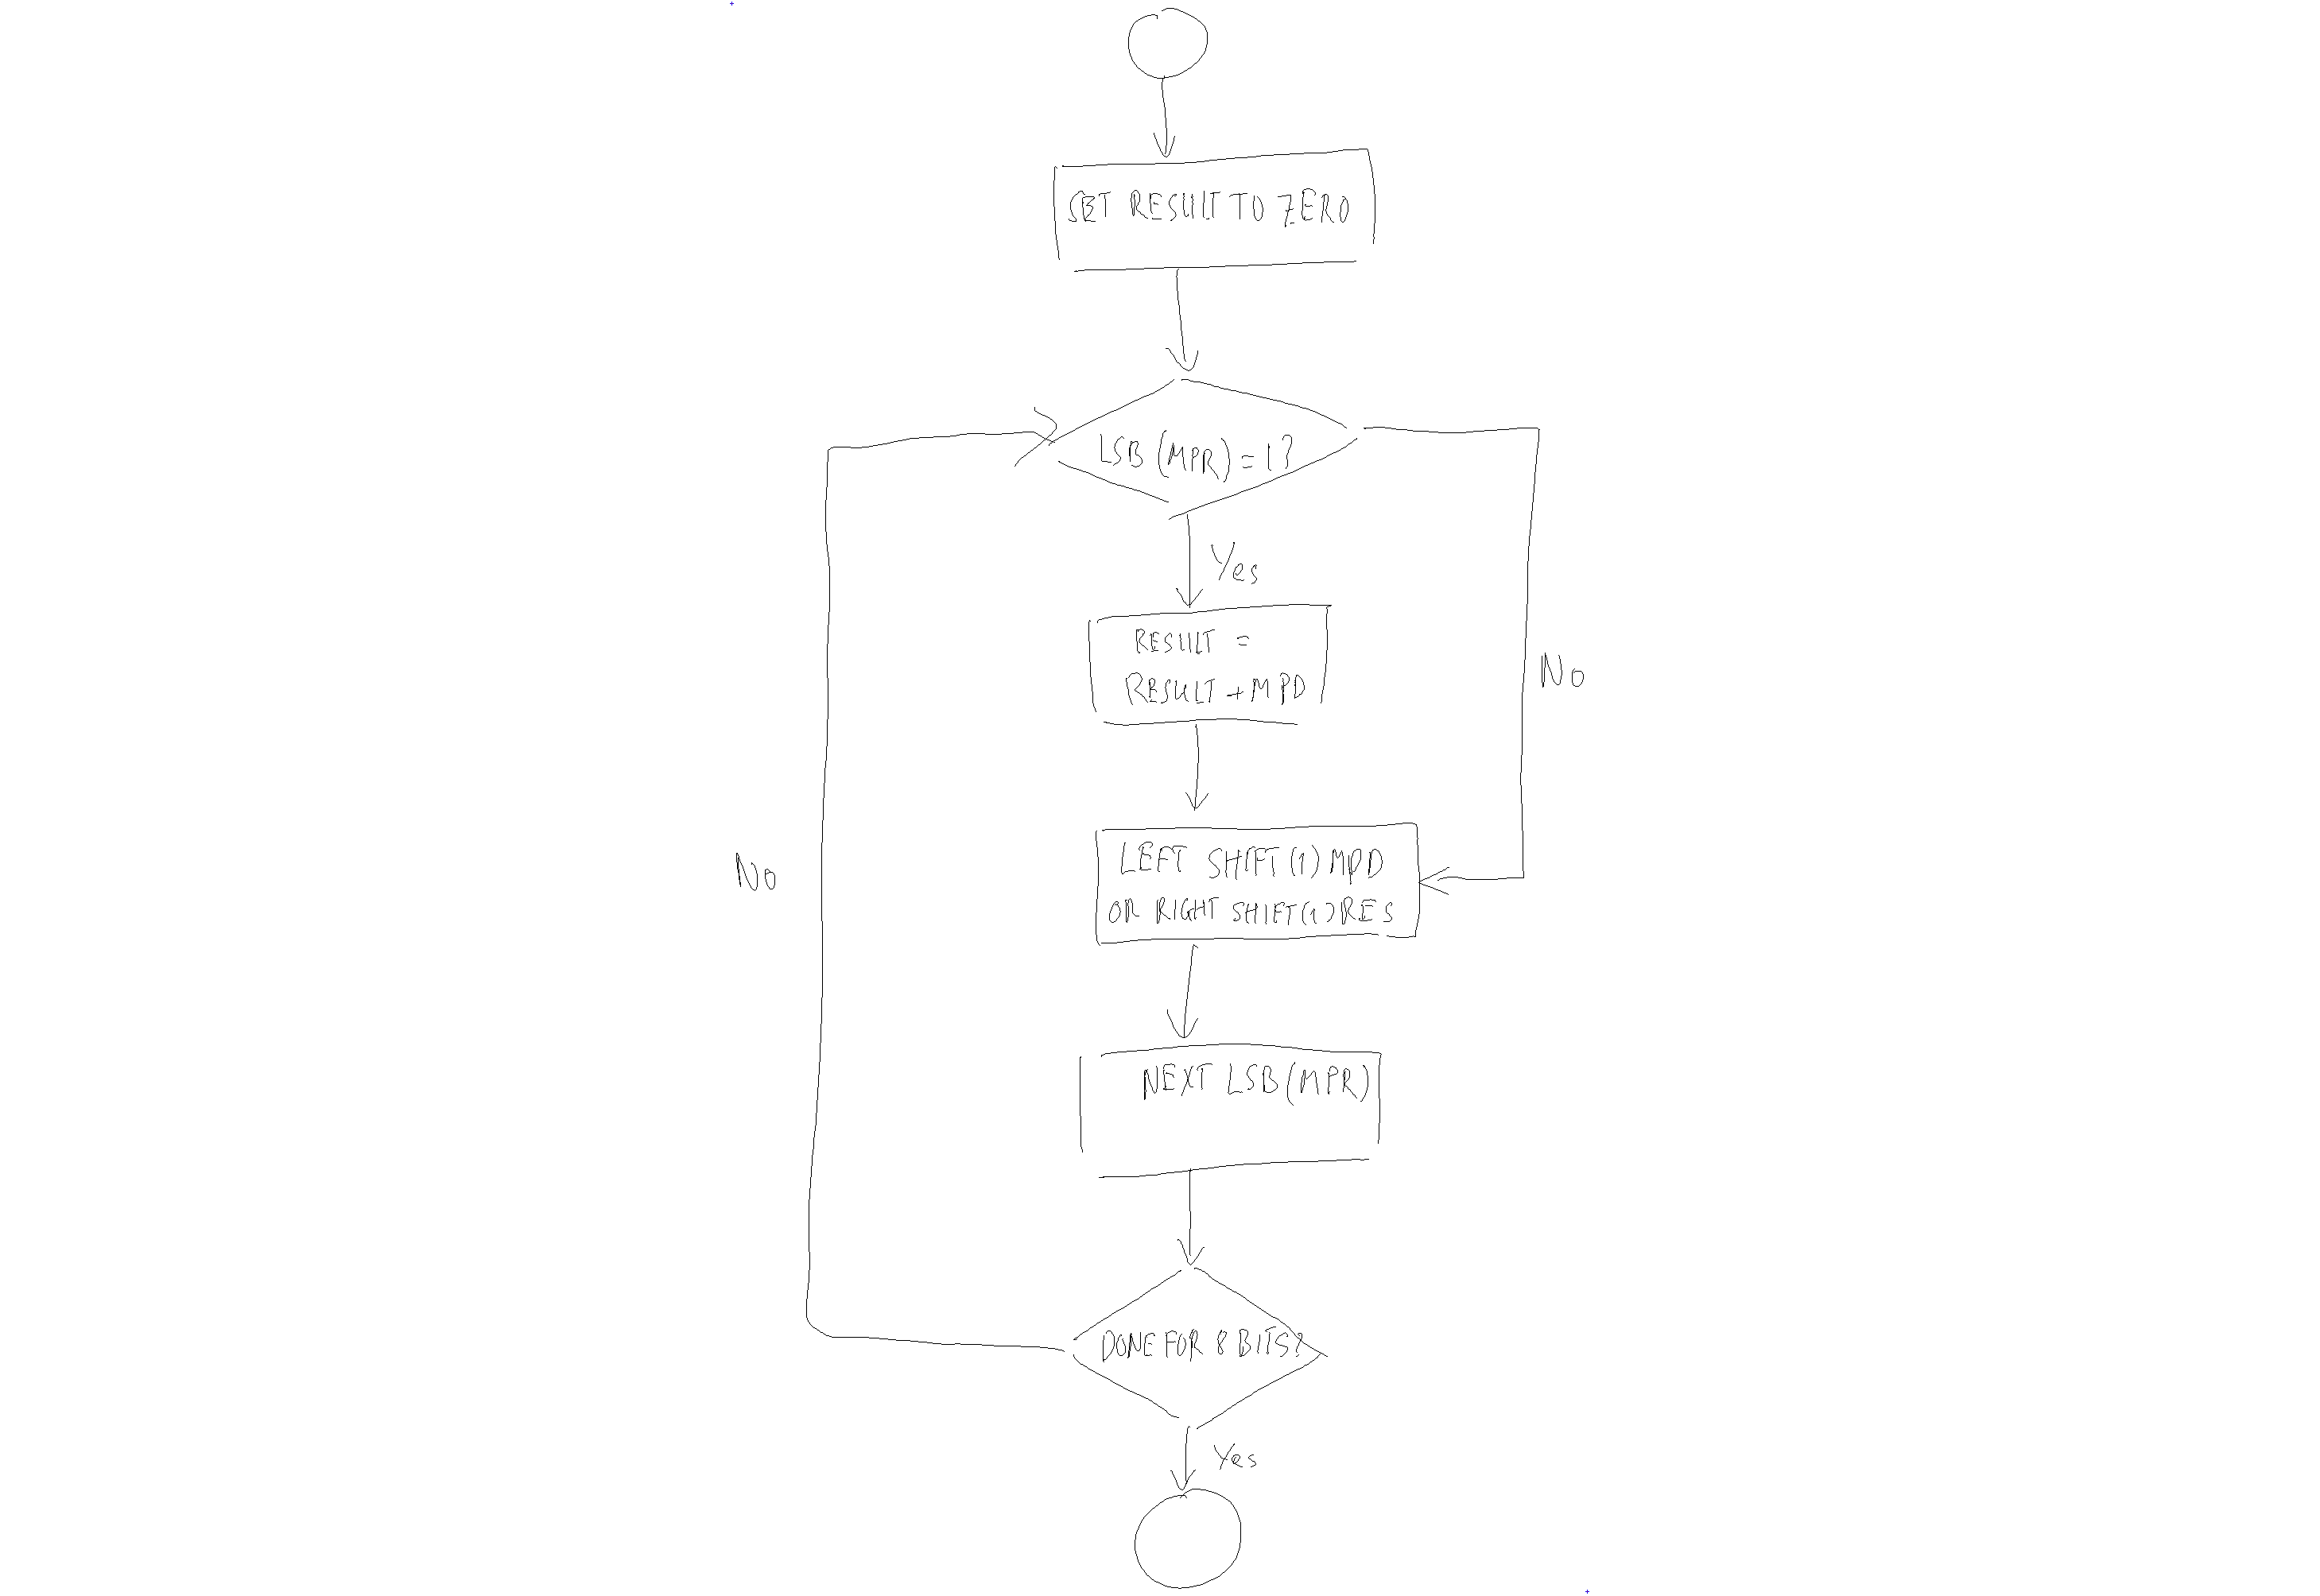 SET RESULT TO ZERO
LSB (MPR) = 1?
Yes
RESULT =
RESULT + MPD
No
LEFT SHIFT(1) MPD
OR RIGHT SHIFT(1) RES
No
NEXT LSB (MPR)
DONE FOR 8 BITS?
Yes